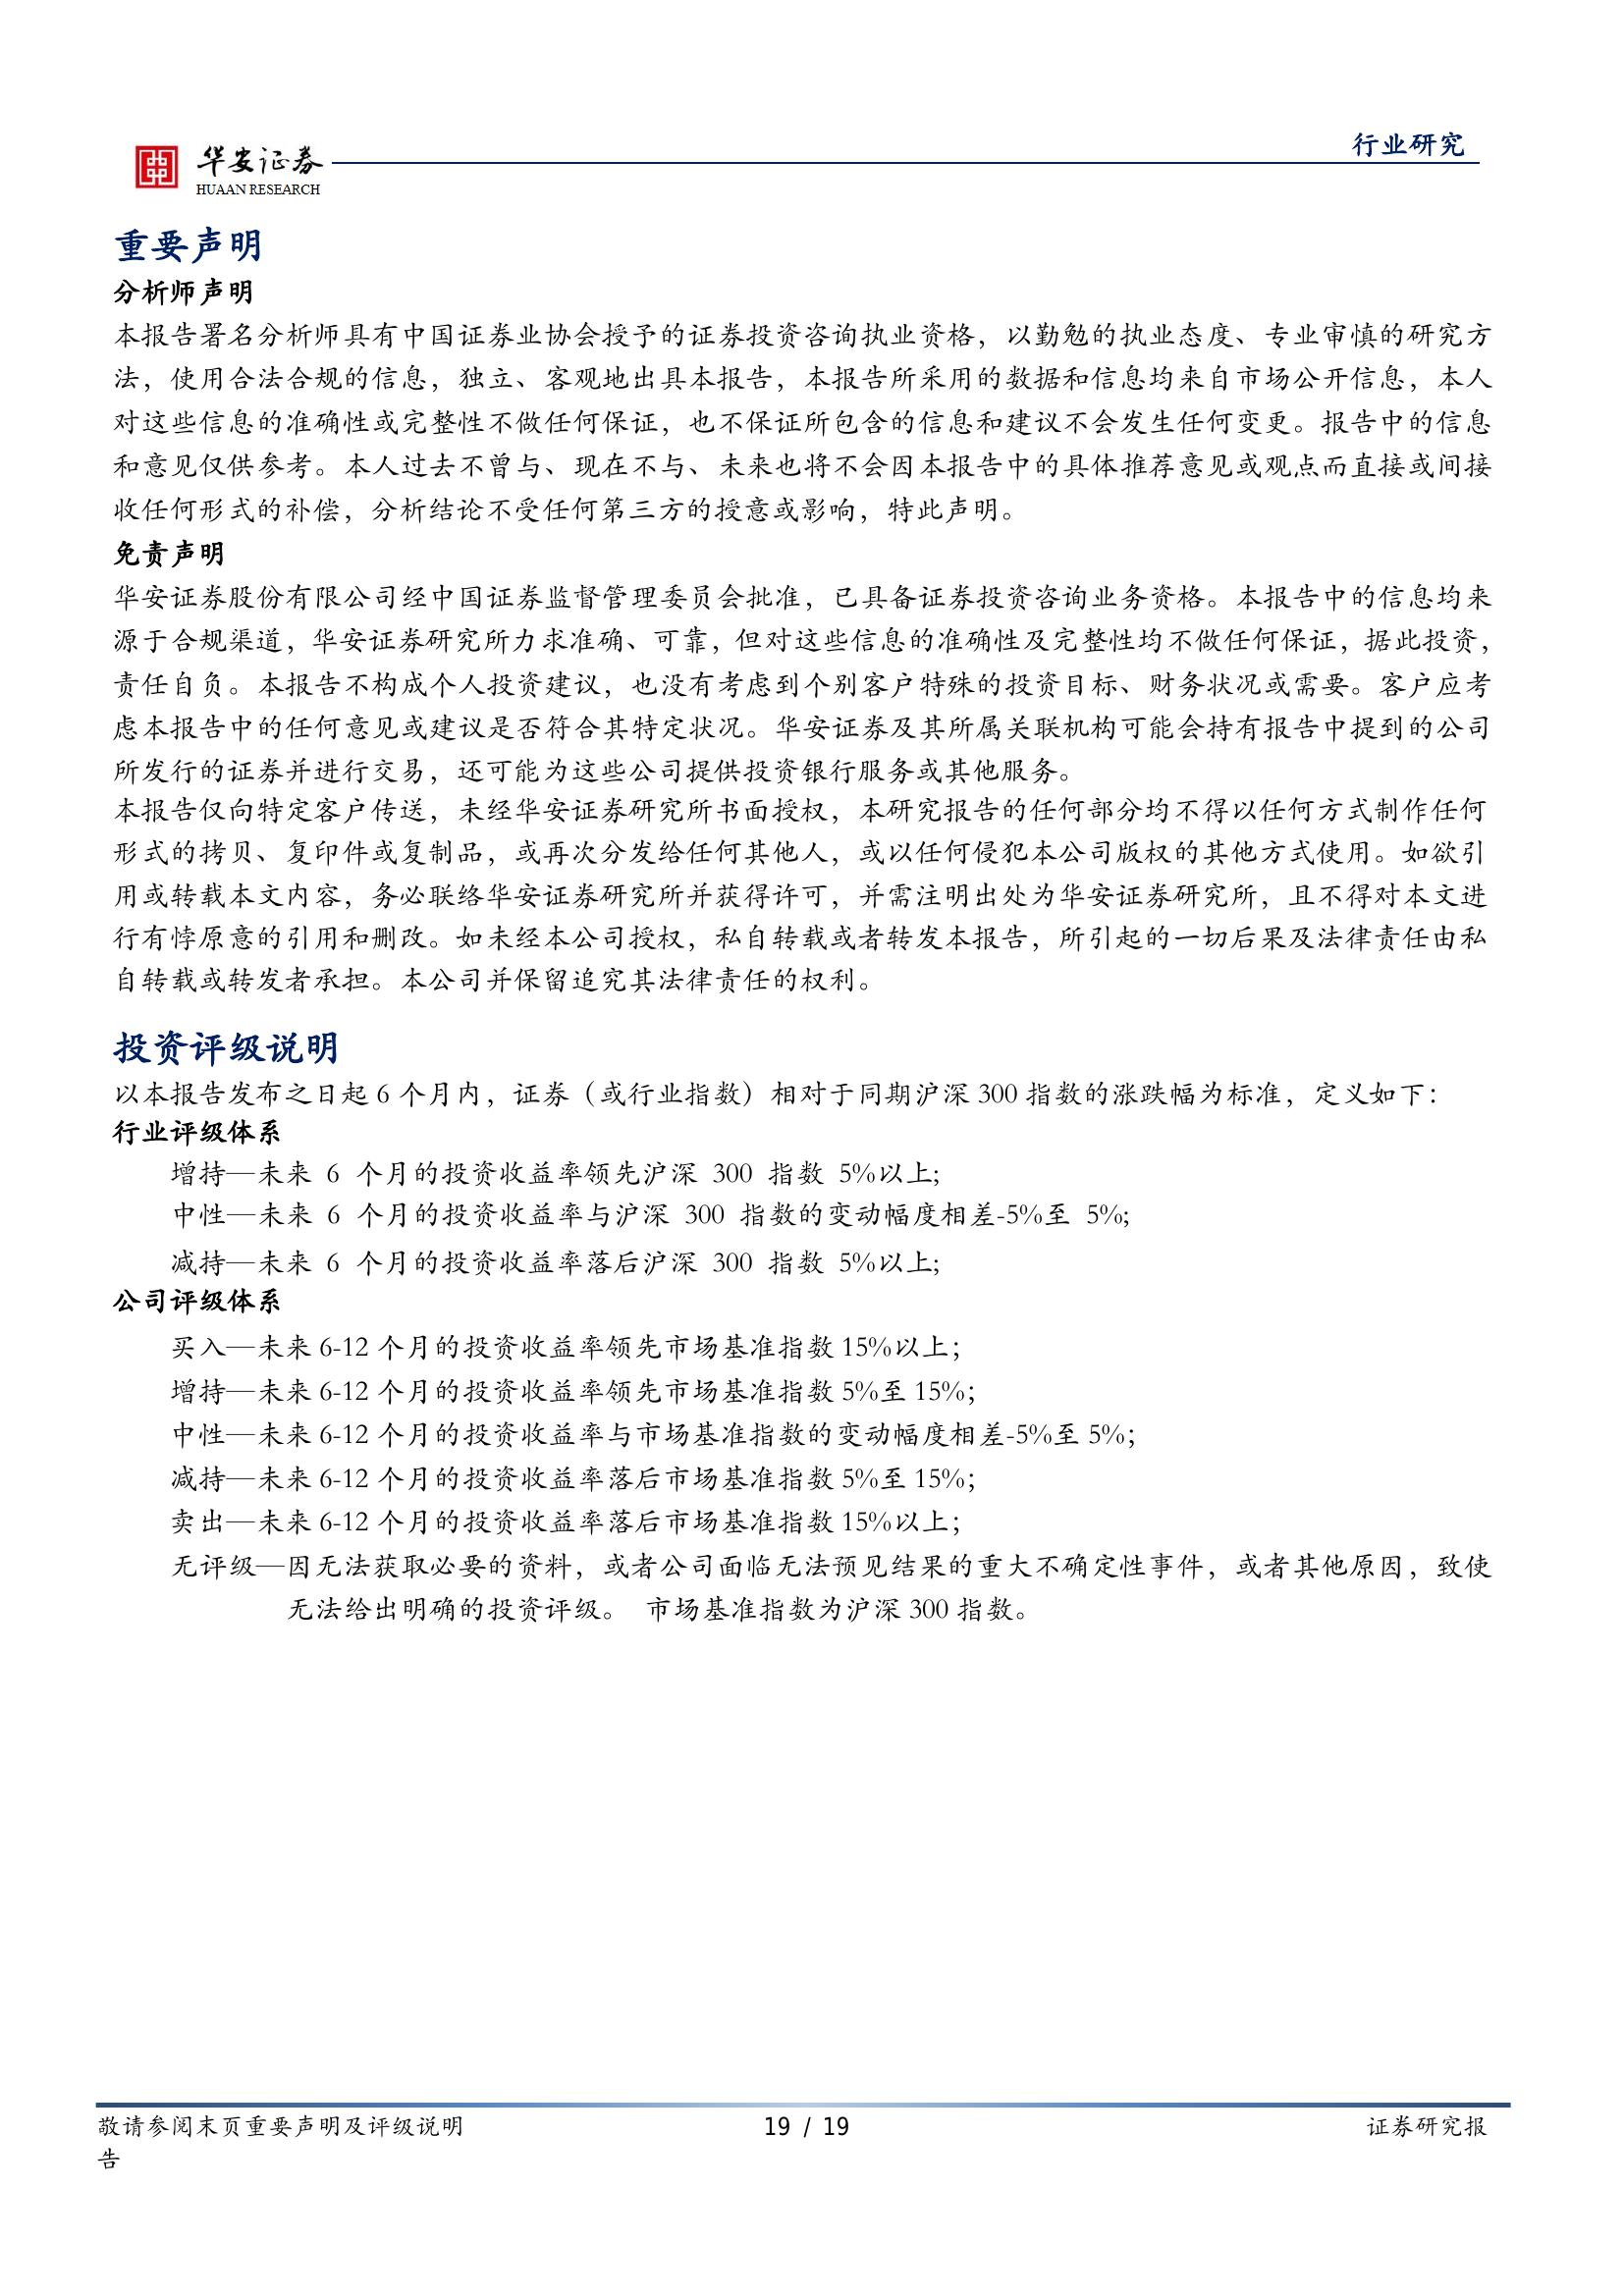 华安证券
HUAAN RESEARCH
行业研究
重要声明
分析师声明
本报告署名分析师具有中国证券业协会授予的证券投资咨询执业资格，以勤勉的执业态度、专业审慎的研究方
法，使用合法合规的信息，独立、客观地出具本报告，本报告所采用的数据和信息均来自市场公开信息，本人
对这些信息的准确性或完整性不做任何保证，也不保证所包含的信息和建议不会发生任何变更。报告中的信息
和意见仅供参考。本人过去不曾与、现在不与、未来也将不会因本报告中的具体推荐意见或观点而直接或间接
收任何形式的补偿，分析结论不受任何第三方的授意或影响，特此声明。
免责声明
华安证券股份有限公司经中国证券监督管理委员会批准，已具备证券投资咨询业务资格。本报告中的信息均来
源于合规渠道，华安证券研究所力求准确、可靠，但对这些信息的准确性及完整性均不做任何保证，据此投资，
责任自负。本报告不构成个人投资建议，也没有考虑到个别客户特殊的投资目标、财务状况或需要。客户应考
虑本报告中的任何意见或建议是否符合其特定状况。华安证券及其所属关联机构可能会持有报告中提到的公司
所发行的证券并进行交易，还可能为这些公司提供投资银行服务或其他服务。
本报告仅向特定客户传送，未经华安证券研究所书面授权，本研究报告的任何部分均不得以任何方式制作任何
形式的拷贝、复印件或复制品，或再次分发给任何其他人，或以任何侵犯本公司版权的其他方式使用。如欲引
用或转载本文内容，务必联络华安证券研究所并获得许可，并需注明出处为华安证券研究所，且不得对本文进
行有悖原意的引用和删改。如未经本公司授权，私自转载或者转发本报告，所引起的一切后果及法律责任由私
自转载或转发者承担。本公司并保留追究其法律责任的权利。
投资评级说明
以本报告发布之日起 6 个月内，证券（或行业指数）相对于同期沪深 300 指数的涨跌幅为标准，定义如下：
行业评级体系
增持—未来 6 个月的投资收益率领先沪深 300 指数 5%以上;
中性—未来 6 个月的投资收益率与沪深 300 指数的变动幅度相差-5%至 5%;
减持—未来 6 个月的投资收益率落后沪深 300 指数 5%以上;
公司评级体系
买入—未来 6-12 个月的投资收益率领先市场基准指数 15%以上；
增持—未来 6-12 个月的投资收益率领先市场基准指数 5%至 15%；
中性—未来 6-12 个月的投资收益率与市场基准指数的变动幅度相差-5%至 5%；
减持—未来 6-12 个月的投资收益率落后市场基准指数 5%至 15%；
卖出—未来 6-12 个月的投资收益率落后市场基准指数 15%以上；
无评级—因无法获取必要的资料，或者公司面临无法预见结果的重大不确定性事件，或者其他原因，致使
无法给出明确的投资评级。 市场基准指数为沪深 300 指数。
敬请参阅末页重要声明及评级说明 19 / 19 证券研究报
告